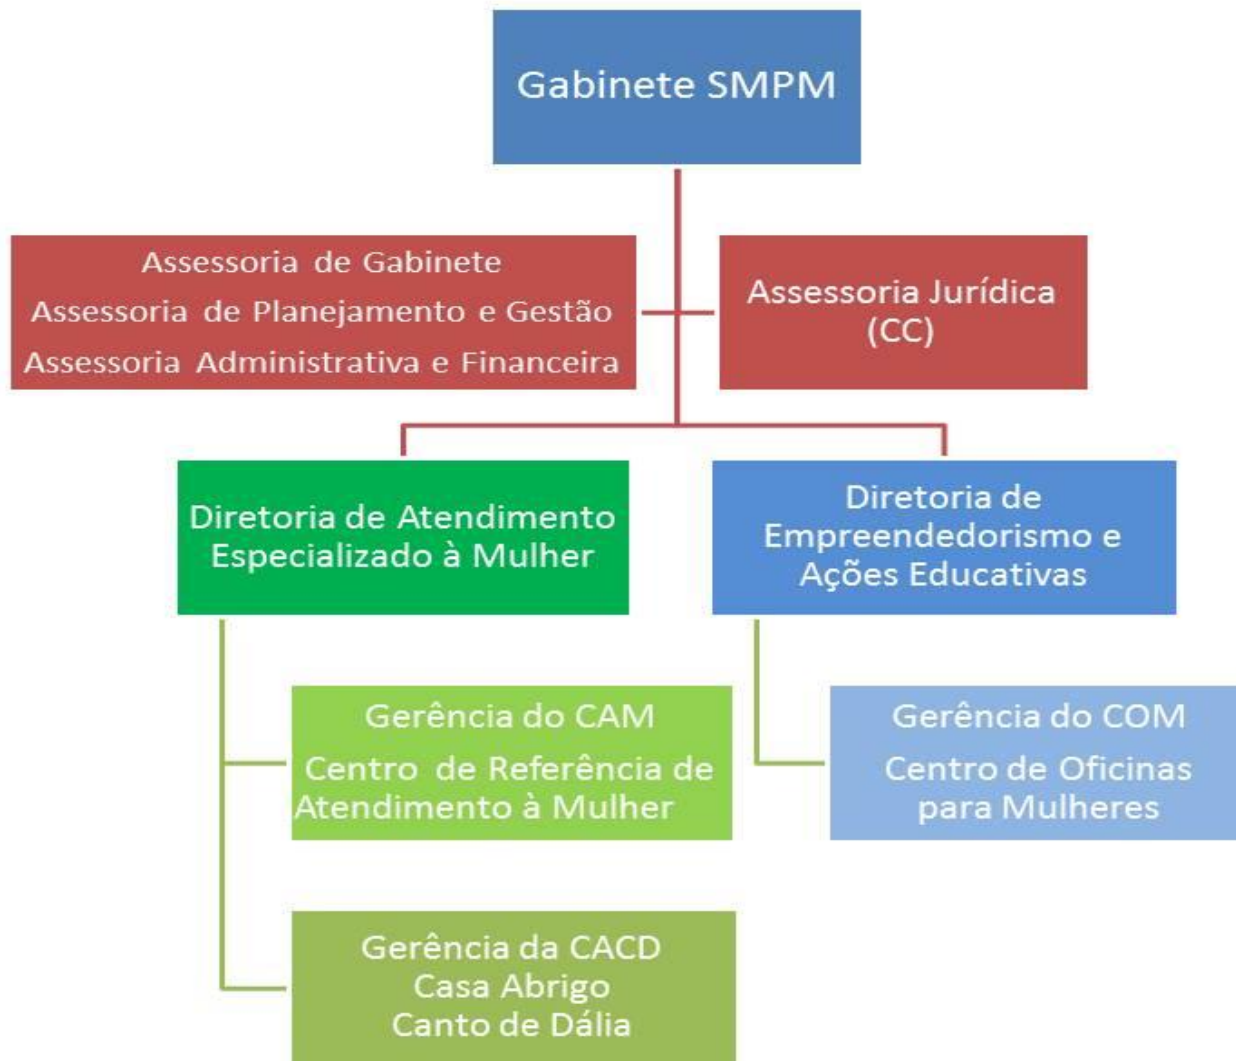 Gabinete SMPM
Assessoria de Gabinete
Assessoria de Planejamento e Gestão
Assessoria Administrativa e Financeira
Assessoria Jurídica
(CC)
Diretoria de Atendimento
Especializado à Mulher
Diretoria de
Empreendedorismo e
Ações Educativas
Gerência do CAM
Centro de Referência de
Atendimento à Mulher
Gerência do COM
Centro de Oficinas
para Mulheres
Gerência da CACD
Casa Abrigo
Canto de Dália